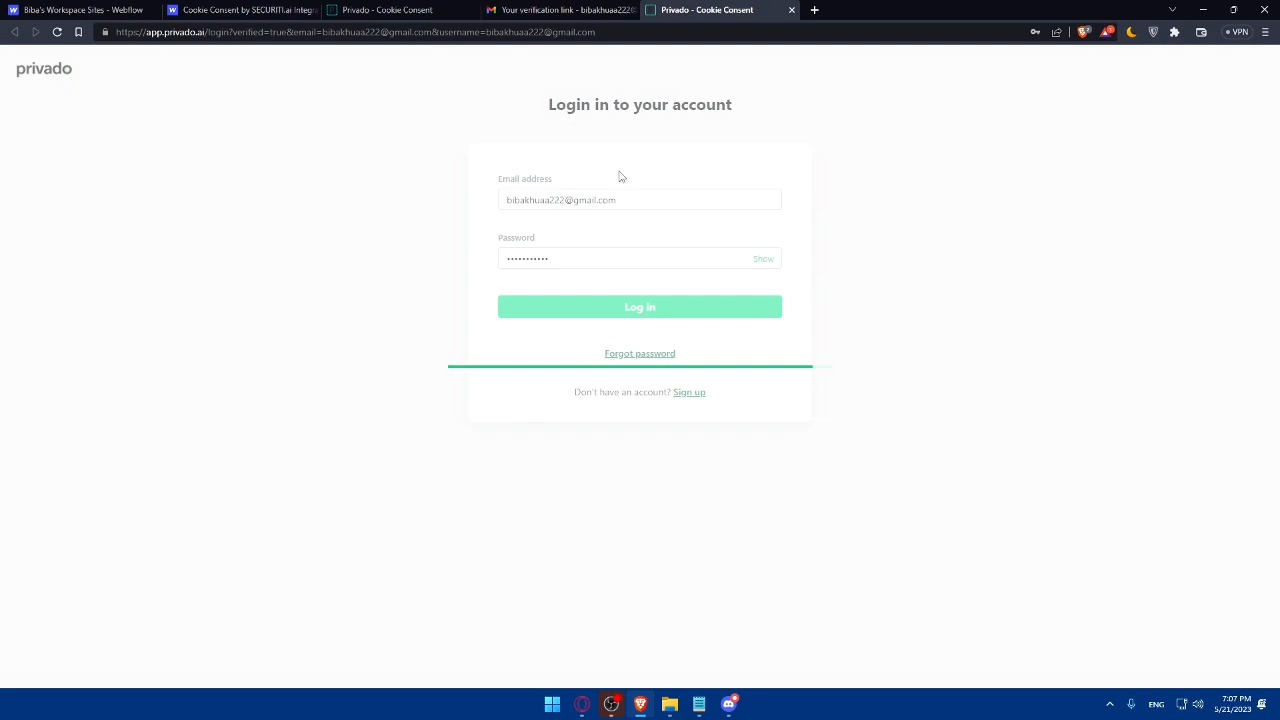 Biba's Workspace Sites - Webflow
Cookie Consent by SECURITI.ai Integra
Privado - Cookie Consent
Your verification link - bibakhuaa222@
Privado - Cookie Consent
https://app.privado.ai/login?verified=true&email=bibakhuaa222@gmail.com&username=bibakhuaa222@gmail.com
VPN
privado
Login in to your account
Email address
bibakhuaa222@gmail.com
Password
•••••••••••
Show
Log in
Forgot password
Don't have an account? Sign up
ENG
7:07 PM
5/21/2023